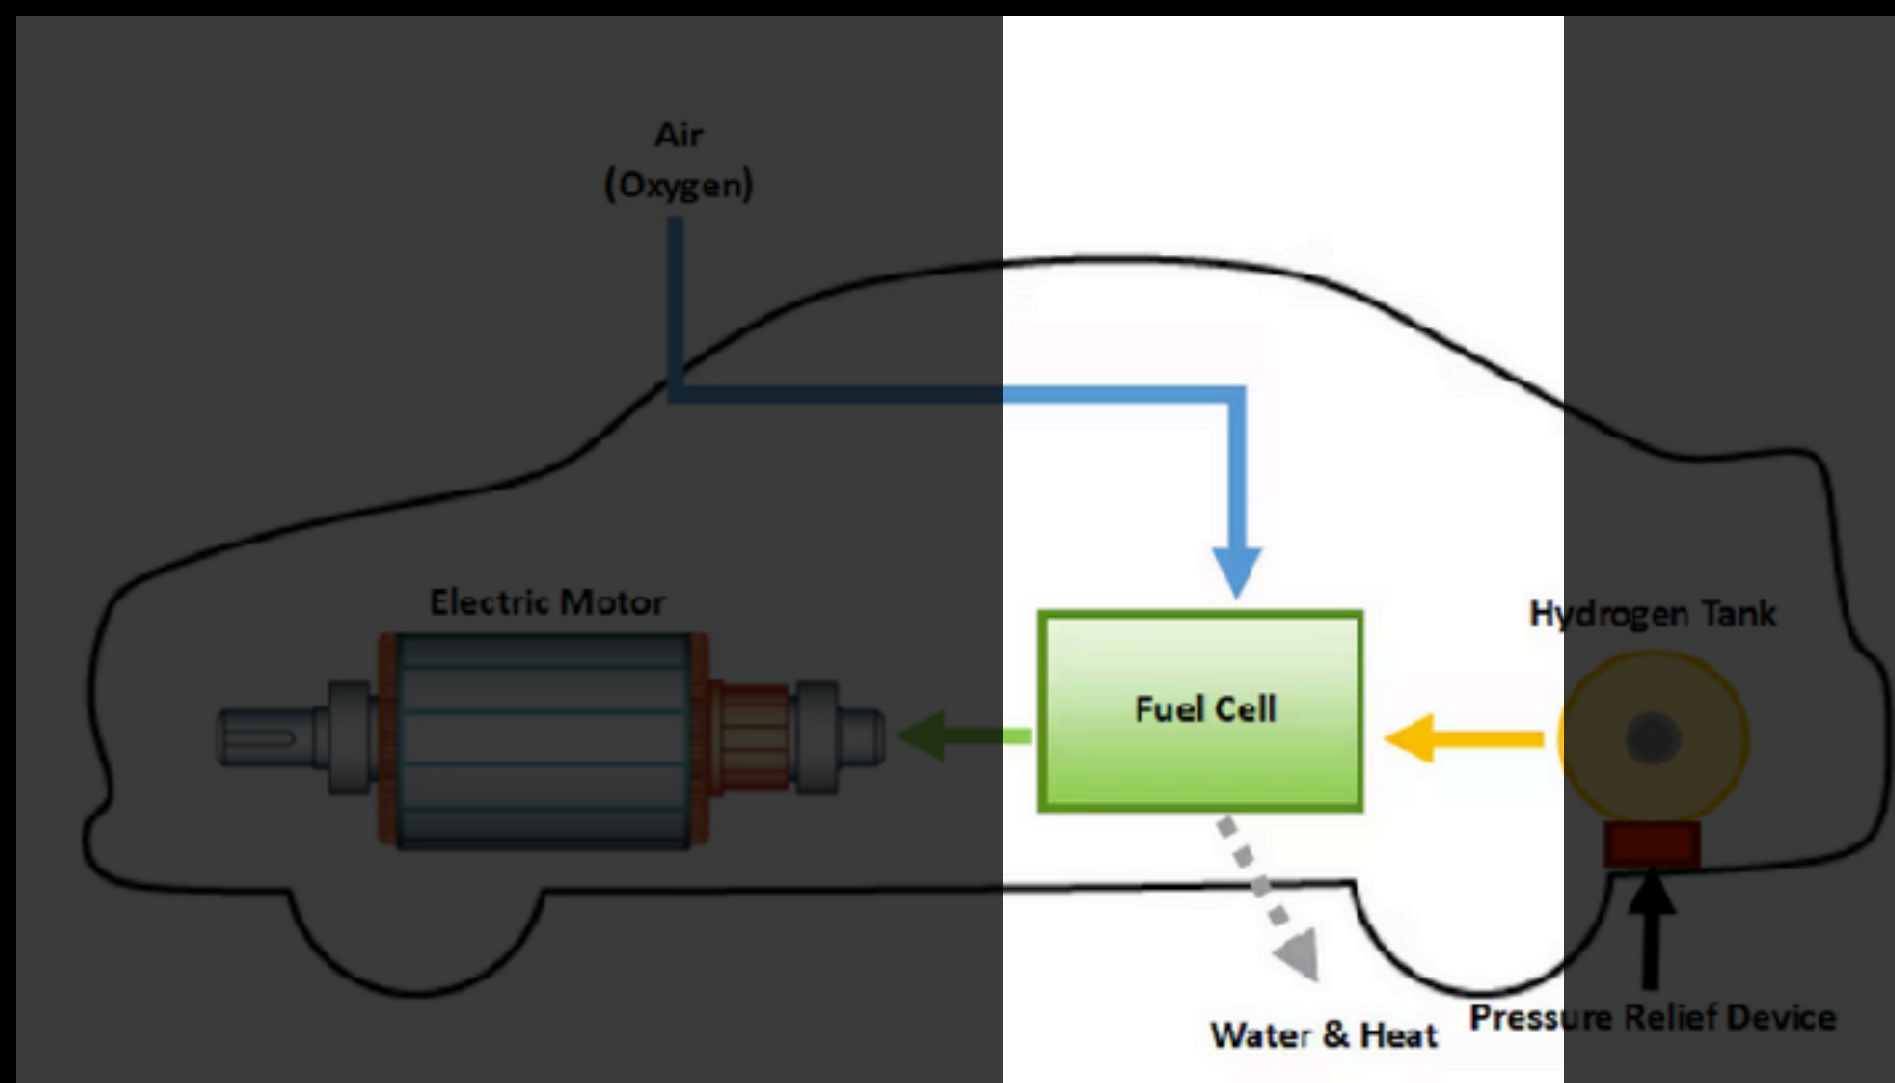 Air
(Oxygen)
Electric Motor
Hydrogen Tank
Fuel Cell
Pressure Relief Device
Water & Heat